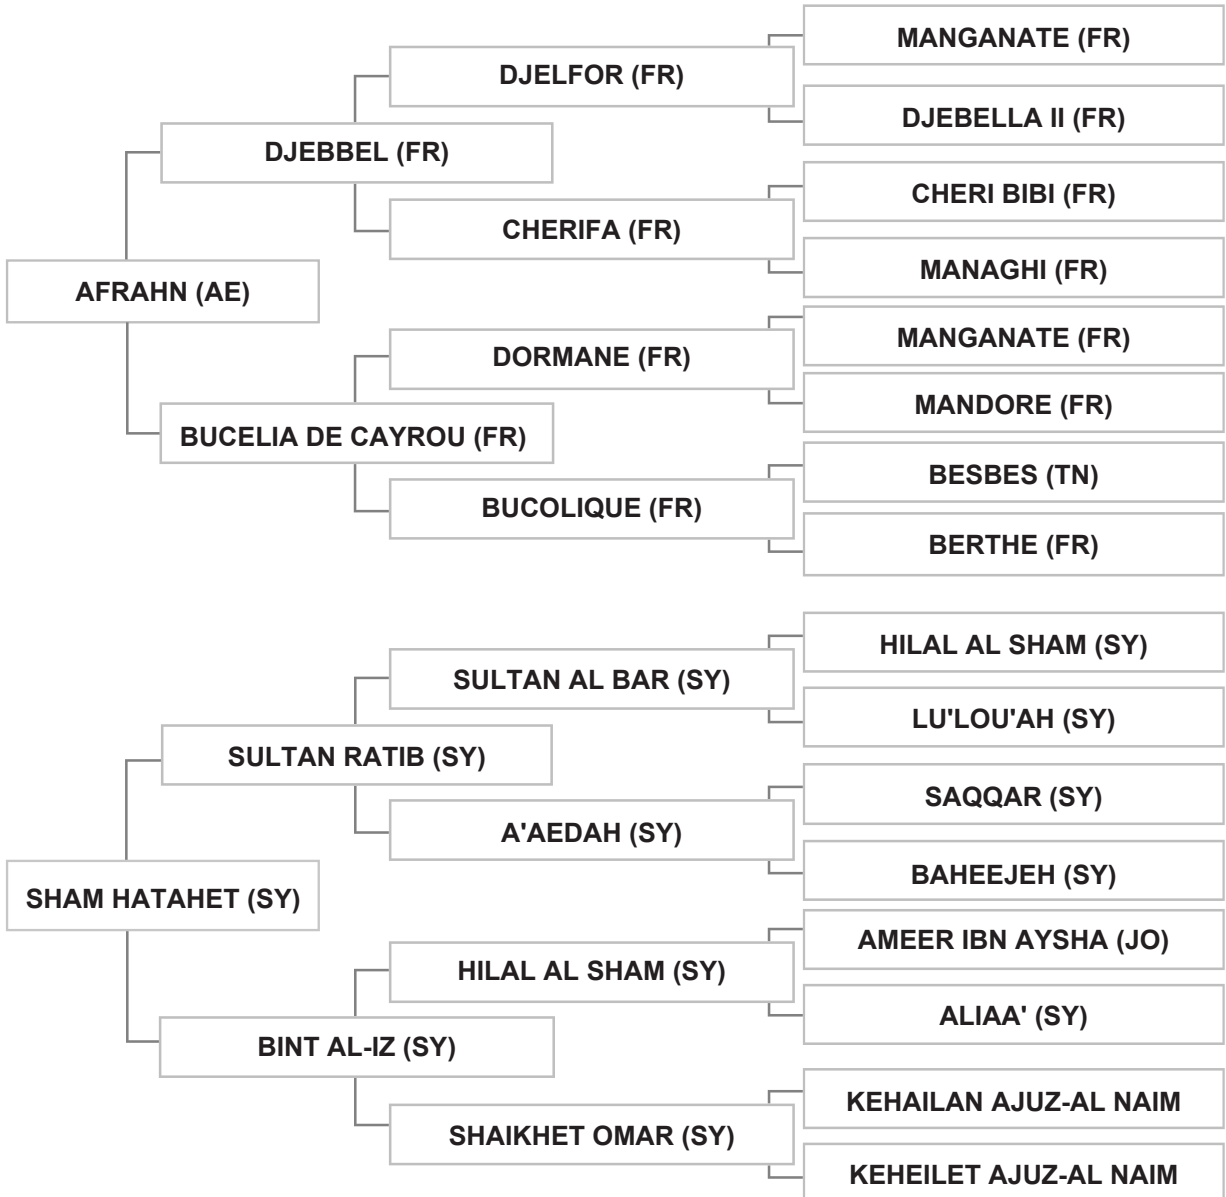 MANGANATE (FR)
DJELFOR (FR)
DJEBELLA II (FR)
DJEBBEL (FR)
CHERI BIBI (FR)
CHERIFA (FR)
MANAGHI (FR)
AFRAHN (AE)
MANGANATE (FR)
DORMANE (FR)
MANDORE (FR)
BUCELIA DE CAYROU (FR)
BESBES (TN)
BUCOLIQUE (FR)
BERTHE (FR)
HILAL AL SHAM (SY)
SULTAN AL BAR (SY)
LU'LOU'AH (SY)
SULTAN RATIB (SY)
SAQQAR (SY)
A'AEDAH (SY)
BAHEEJEH (SY)
SHAM HATAHET (SY)
AMEER IBN AYSHA (JO)
HILAL AL SHAM (SY)
ALIAA' (SY)
BINT AL-IZ (SY)
KEHAILAN AJUZ-AL NAIM
SHAIKHET OMAR (SY)
KEHEILET AJUZ-AL NAIM